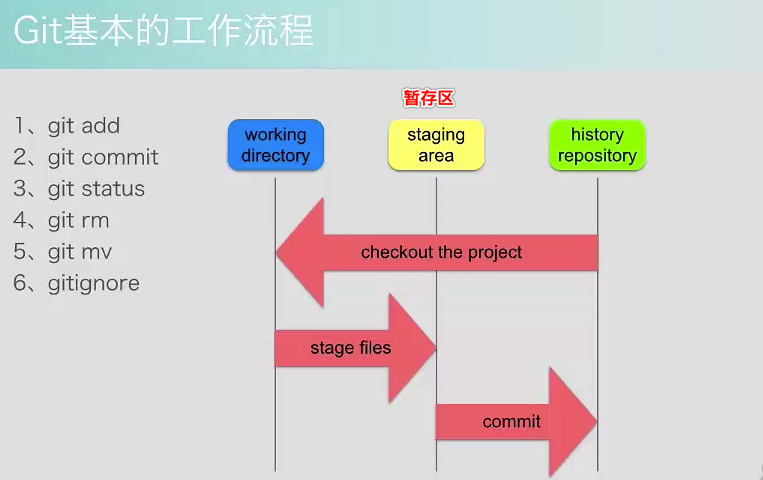 Git基本的工作流程
1、git add
2、git commit
3、git status
4、git rm
5、git mv
6、gitignore
暂存区
working
directory
staging
area
history
repository
checkout the project
stage files
commit